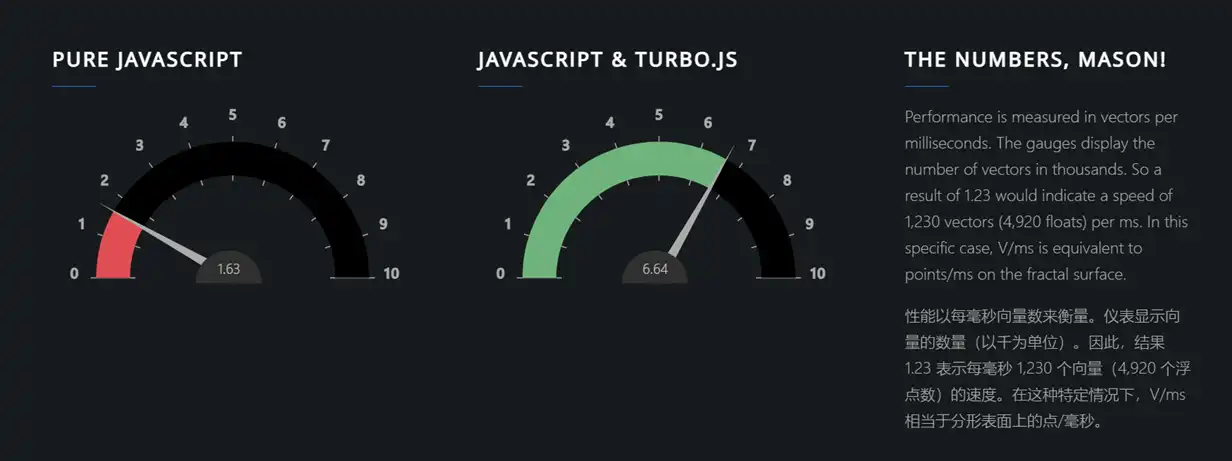 PURE JAVASCRIPT
0
1
2
3
4
5
6
7
8
9
10
1.63
JAVASCRIPT & TURBO.JS
0
1
2
3
4
5
6
7
8
9
10
6.64
THE NUMBERS, MASON!
Performance is measured in vectors per
milliseconds. The gauges display the
number of vectors in thousands. So a
result of 1.23 would indicate a speed of
1,230 vectors (4,920 floats) per ms. In this
specific case, V/ms is equivalent to
points/ms on the fractal surface.
性能以每毫秒向量数来衡量。仪表显示向
量的数量（以千为单位）。因此，结果
1.23 表示每毫秒 1,230 个向量（4,920 个浮
点数）的速度。在这种特定情况下，V/ms
相当于分形表面上的点/毫秒。